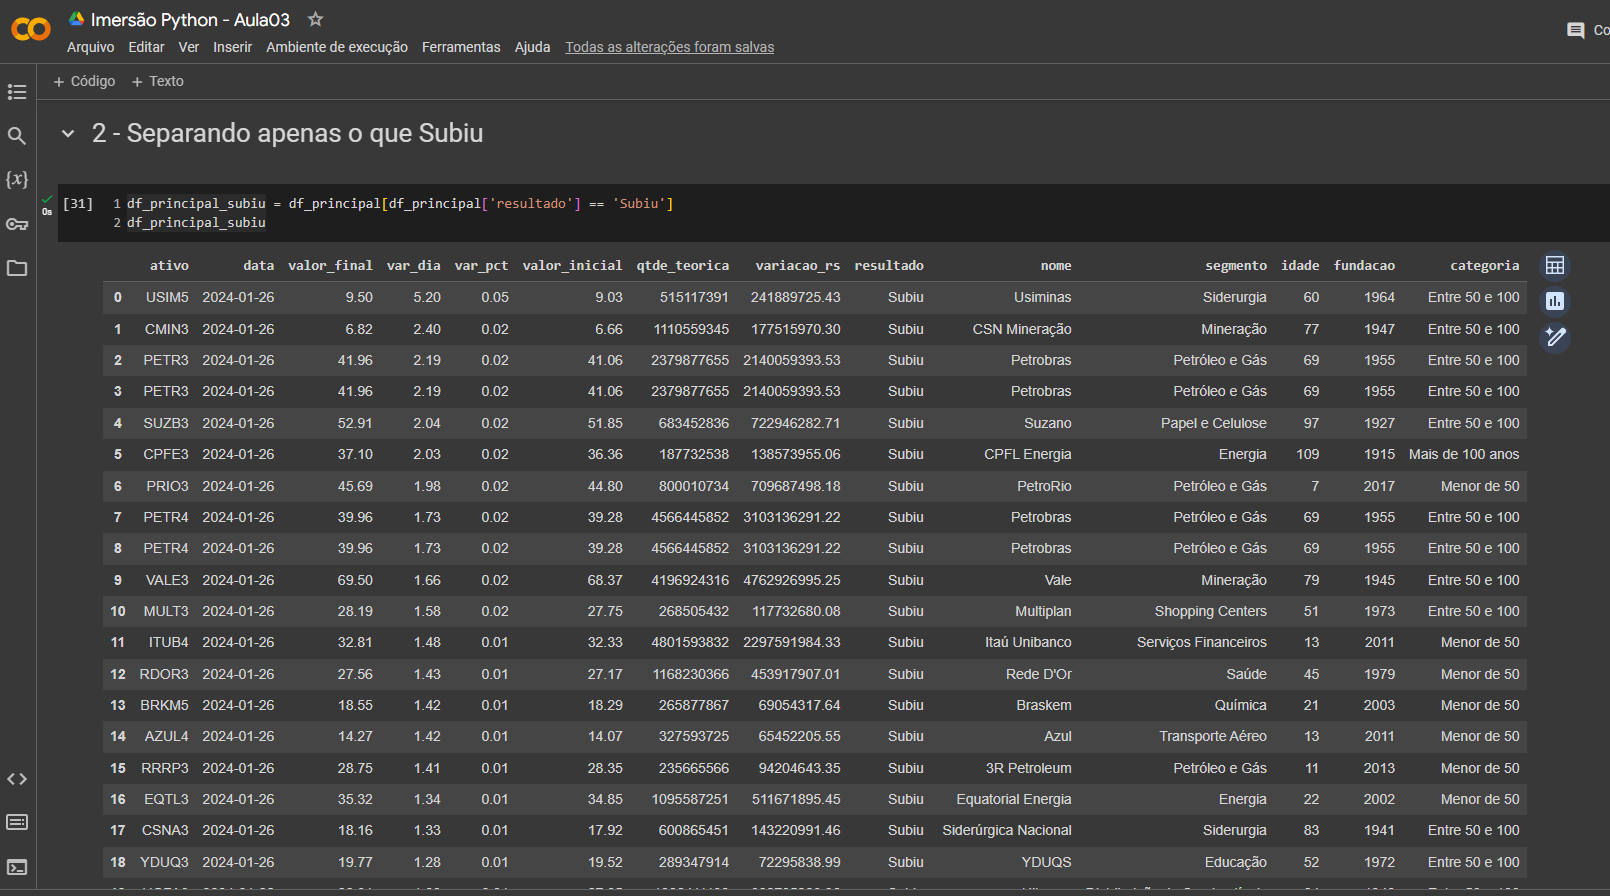 Imersão Python - Aula03
Arquivo Editar Ver Inserir Ambiente de execução Ferramentas Ajuda Todas as alterações foram salvas
Co
+ Código + Texto
2 - Separando apenas o que Subiu
{x}
0s
[31] 1 df_principal_subiu = df_principal[df_principal['resultado'] == 'Subiu']
2 df_principal_subiu
ativo data valor_final var_dia var_pct valor_inicial qtde_teorica variacao_rs resultado nome segmento idade fundacao categoria
0 USIM5 2024-01-26 9.50 5.20 0.05 9.03 515117391 241889725.43 Subiu Usiminas Siderurgia 60 1964 Entre 50 e 100
1 CMIN3 2024-01-26 6.82 2.40 0.02 6.66 1110559345 177515970.30 Subiu CSN Mineração Mineração 77 1947 Entre 50 e 100
2 PETR3 2024-01-26 41.96 2.19 0.02 41.06 2379877655 2140059393.53 Subiu Petrobras Petróleo e Gás 69 1955 Entre 50 e 100
3 PETR3 2024-01-26 41.96 2.19 0.02 41.06 2379877655 2140059393.53 Subiu Petrobras Petróleo e Gás 69 1955 Entre 50 e 100
4 SUZB3 2024-01-26 52.91 2.04 0.02 51.85 683452836 722946282.71 Subiu Suzano Papel e Celulose 97 1927 Entre 50 e 100
5 CPFE3 2024-01-26 37.10 2.03 0.02 36.36 187732538 138573955.06 Subiu CPFL Energia Energia 109 1915 Mais de 100 anos
6 PRIO3 2024-01-26 45.69 1.98 0.02 44.80 800010734 709687498.18 Subiu PetroRio Petróleo e Gás 7 2017 Menor de 50
7 PETR4 2024-01-26 39.96 1.73 0.02 39.28 4566445852 3103136291.22 Subiu Petrobras Petróleo e Gás 69 1955 Entre 50 e 100
8 PETR4 2024-01-26 39.96 1.73 0.02 39.28 4566445852 3103136291.22 Subiu Petrobras Petróleo e Gás 69 1955 Entre 50 e 100
9 VALE3 2024-01-26 69.50 1.66 0.02 68.37 4196924316 4762926995.25 Subiu Vale Mineração 79 1945 Entre 50 e 100
10 MULT3 2024-01-26 28.19 1.58 0.02 27.75 268505432 117732680.08 Subiu Multiplan Shopping Centers 51 1973 Entre 50 e 100
11 ITUB4 2024-01-26 32.81 1.48 0.01 32.33 4801593832 2297591984.33 Subiu Itaú Unibanco Serviços Financeiros 13 2011 Menor de 50
12 RDOR3 2024-01-26 27.56 1.43 0.01 27.17 1168230366 453917907.01 Subiu Rede D'Or Saúde 45 1979 Menor de 50
13 BRKM5 2024-01-26 18.55 1.42 0.01 18.29 265877867 69054317.64 Subiu Braskem Química 21 2003 Menor de 50
14 AZUL4 2024-01-26 14.27 1.42 0.01 14.07 327593725 65452205.55 Subiu Azul Transporte Aéreo 13 2011 Menor de 50
15 RRRP3 2024-01-26 28.75 1.41 0.01 28.35 235665566 94204643.35 Subiu 3R Petroleum Petróleo e Gás 11 2013 Menor de 50
16 EQTL3 2024-01-26 35.32 1.34 0.01 34.85 1095587251 511671895.45 Subiu Equatorial Energia Energia 22 2002 Menor de 50
17 CSNA3 2024-01-26 18.16 1.33 0.01 17.92 600865451 143220991.46 Subiu Siderúrgica Nacional Siderurgia 83 1941 Entre 50 e 100
18 YDUQ3 2024-01-26 19.77 1.28 0.01 19.52 289347914 72295838.99 Subiu YDUQS Educação 52 1972 Entre 50 e 100